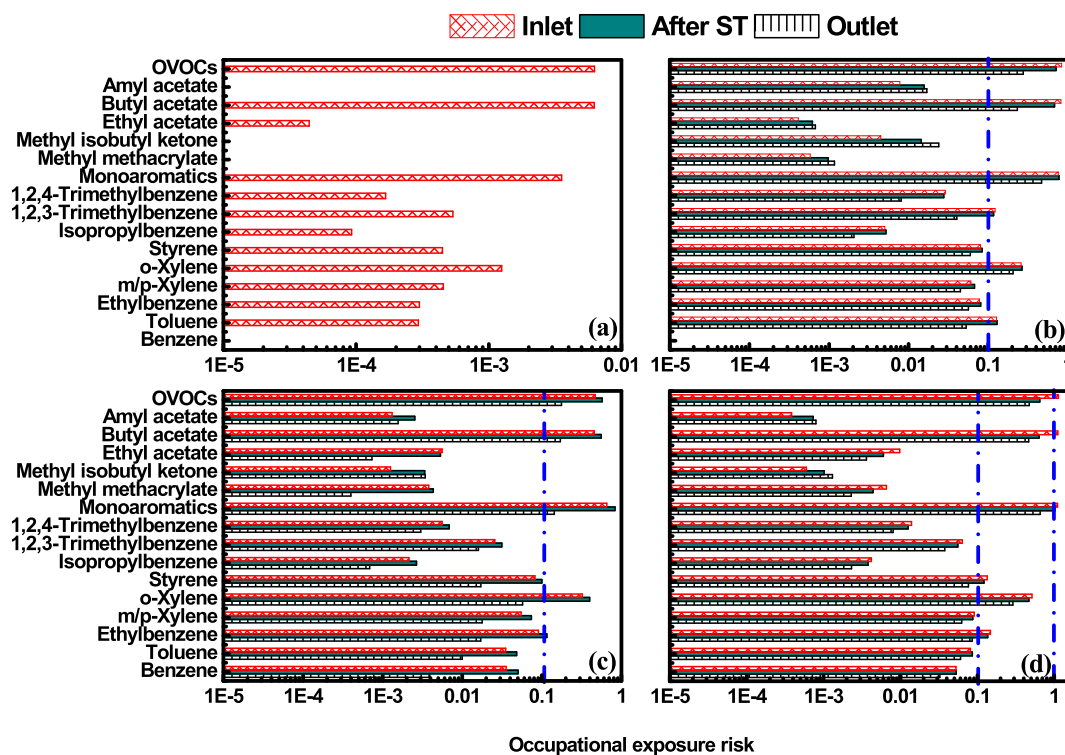 Inlet After ST Outlet
OVOCs
Amyl acetate
Butyl acetate
Ethyl acetate
Methyl isobutyl ketone
Methyl methacrylate
Monoaromatics
1,2,4-Trimethylbenzene
1,2,3-Trimethylbenzene
Isopropylbenzene
Styrene
o-Xylene
m/p-Xylene
Ethylbenzene
Toluene
Benzene
(a)
1E-5 1E-4 1E-3 0.01
(b)
1E-5 1E-4 1E-3 0.01 0.1
OVOCs
Amyl acetate
Butyl acetate
Ethyl acetate
Methyl isobutyl ketone
Methyl methacrylate
Monoaromatics
1,2,4-Trimethylbenzene
1,2,3-Trimethylbenzene
Isopropylbenzene
Styrene
o-Xylene
m/p-Xylene
Ethylbenzene
Toluene
Benzene
(c)
1E-5 1E-4 1E-3 0.01 0.1 1
(d)
1E-5 1E-4 1E-3 0.01 0.1 1
Occupational exposure risk